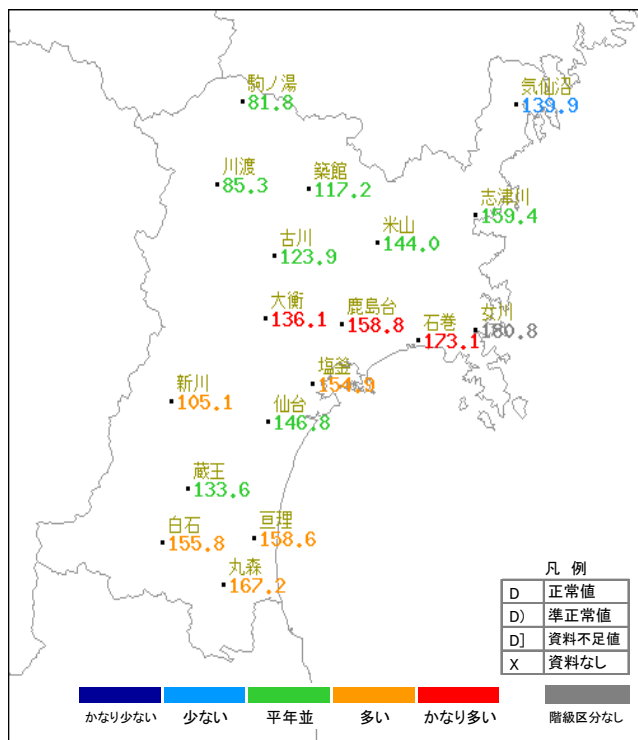 駒ノ湯
81.8
気仙沼
139.9
川渡
85.3
築館
117.2
志津川
159.4
米山
144.0
古川
123.9
大衡
136.1
鹿島台
158.8
石巻
173.1
女川
180.8
塩釜
154.9
新川
105.1
仙台
146.8
蔵王
133.6
白石
155.8
亘理
158.6
丸森
167.2
凡 例
D 正常値
D) 準正常値
D] 資料不足値
X 資料なし
かなり少ない 少ない 平年並 多い かなり多い 階級区分なし